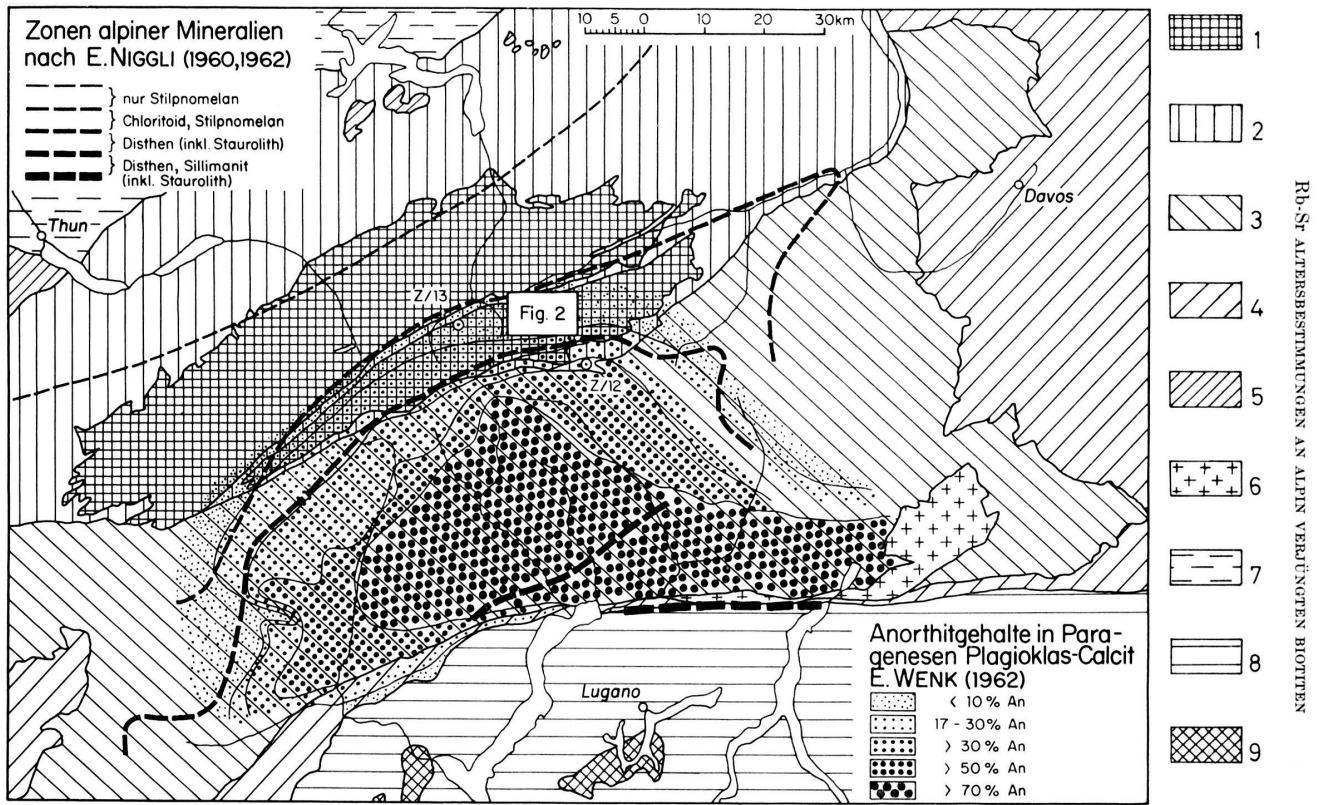 Zonen alpiner Mineralien
nach E. NIGGLI (1960, 1962)
nur Stilpnomelan
Chloritoid, Stilpnomelan
Disthen (inkl. Staurolith)
Disthen, Sillimanit
(inkl. Staurolith)
10 5 0 10 20 30km
Thun
Davos
Z/13
Fig. 2
Z/12
Lugano
Anorthitgehalte in Para-
genesen Plagioklas-Calcit
E. WENK (1962)
< 10% An
17 - 30% An
> 30% An
> 50% An
> 70% An
1
2
3
4
5
6
7
8
9
Rb-Sr ALTERSBESTIMMUNGEN AN ALPIN VERJÜNGTEN BIOTITEN